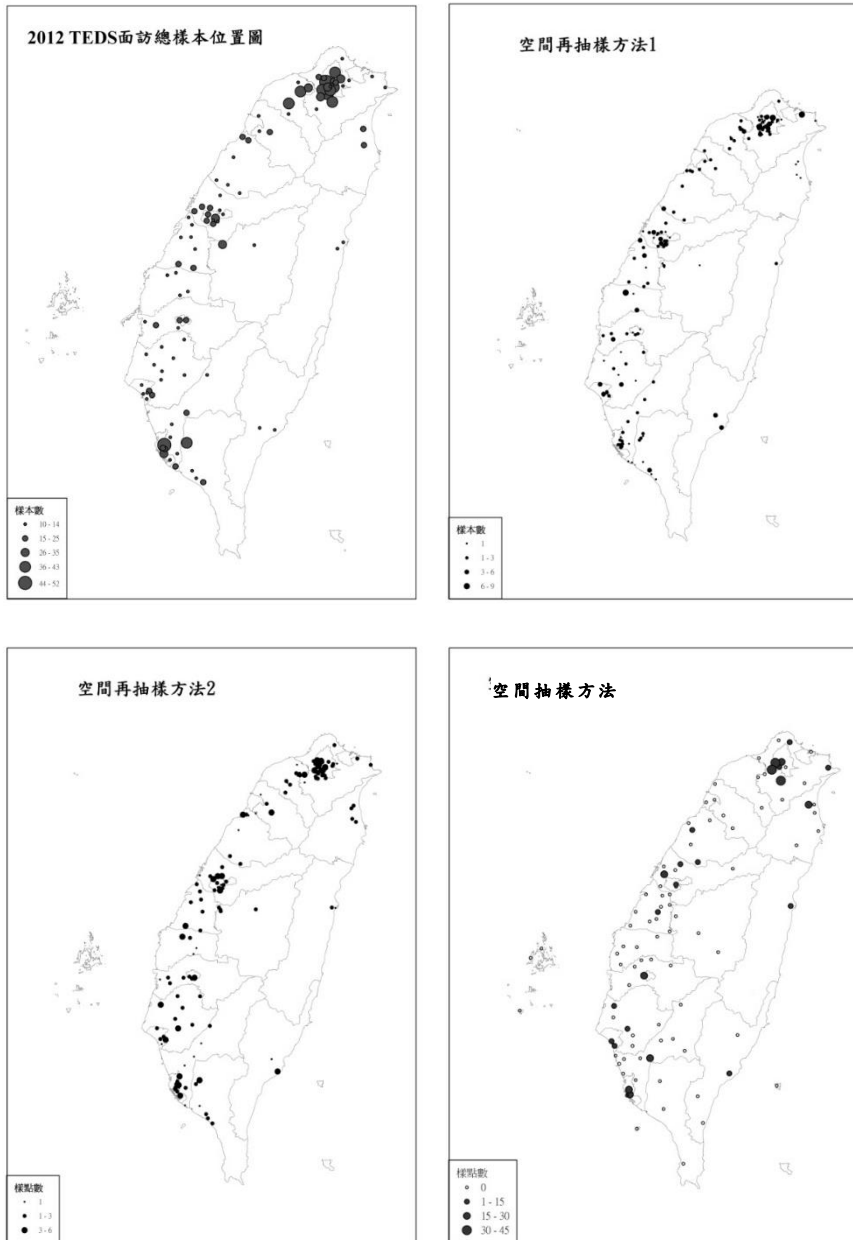 2012 TEDS面訪總樣本位置圖
樣本數
10 - 14
15 - 25
26 - 35
36 - 43
44 - 52
空間再抽樣方法1
樣本數
1
1 - 3
3 - 6
6 - 9
空間再抽樣方法2
樣點數
1
1 - 3
3 - 6
空間抽樣方法
樣點數
0
1 - 15
15 - 30
30 - 45